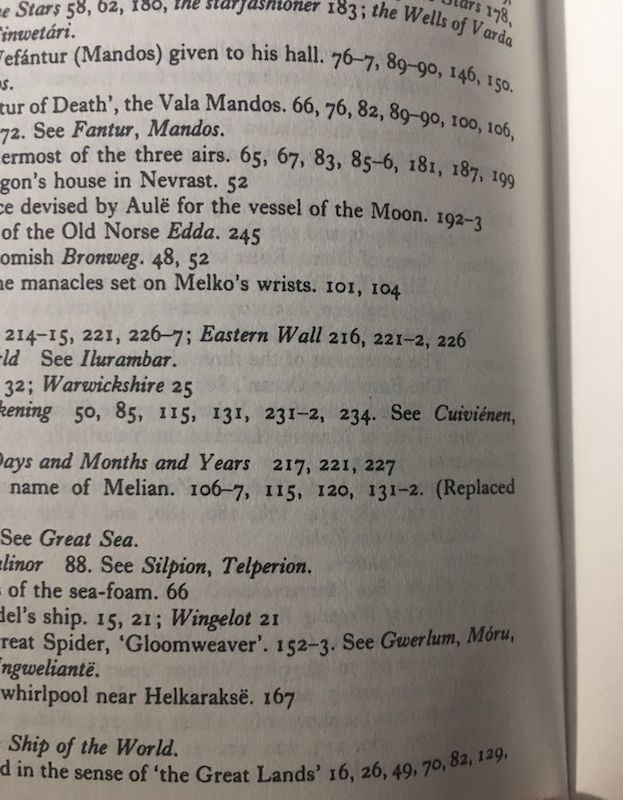 e Stars 58, 62, 180, the starfashioner 183; the Wells of Varda
Stars 178,
inwetári.
efántur (Mandos) given to his hall. 76–7, 89–90, 146, 150.
s.
tur of Death', the Vala Mandos. 66, 76, 82, 89–90, 100, 106,
72. See Fantur, Mandos.
ermost of the three airs. 65, 67, 83, 85–6, 181, 187, 199
gon's house in Nevrast. 52
ce devised by Aulë for the vessel of the Moon. 192–3
of the Old Norse Edda. 245
omish Bronweg. 48, 52
ne manacles set on Melko's wrists. 101, 104
214–15, 221, 226–7; Eastern Wall 216, 221–2, 226
rld See Ilurambar.
32; Warwickshire 25
kening 50, 85, 115, 131, 231–2, 234. See Cuiviénen,
Days and Months and Years 217, 221, 227
name of Melian. 106–7, 115, 120, 131–2. (Replaced
See Great Sea.
alinor 88. See Silpion, Telperion.
s of the sea-foam. 66
del's ship. 15, 21; Wingelot 21
reat Spider, 'Gloomweaver'. 152–3. See Gwerlum, Móru,
ngweliantë.
whirlpool near Helkaraksë. 167
Ship of the World.
d in the sense of 'the Great Lands' 16, 26, 49, 70, 82, 129,